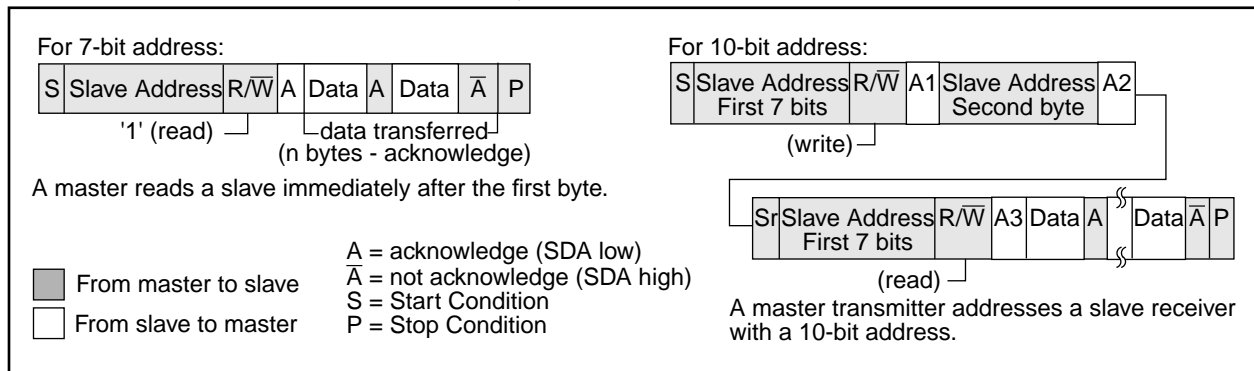 For 7-bit address:
S Slave Address R/W̅ A Data A Data A̅ P
'1' (read)
data transferred
(n bytes - acknowledge)
A master reads a slave immediately after the first byte.
From master to slave
From slave to master
A = acknowledge (SDA low)
A̅ = not acknowledge (SDA high)
S = Start Condition
P = Stop Condition
For 10-bit address:
S Slave Address First 7 bits R/W̅ A1 Slave Address Second byte A2
(write)
Sr Slave Address First 7 bits R/W̅ A3 Data A Data A̅ P
(read)
A master transmitter addresses a slave receiver
with a 10-bit address.